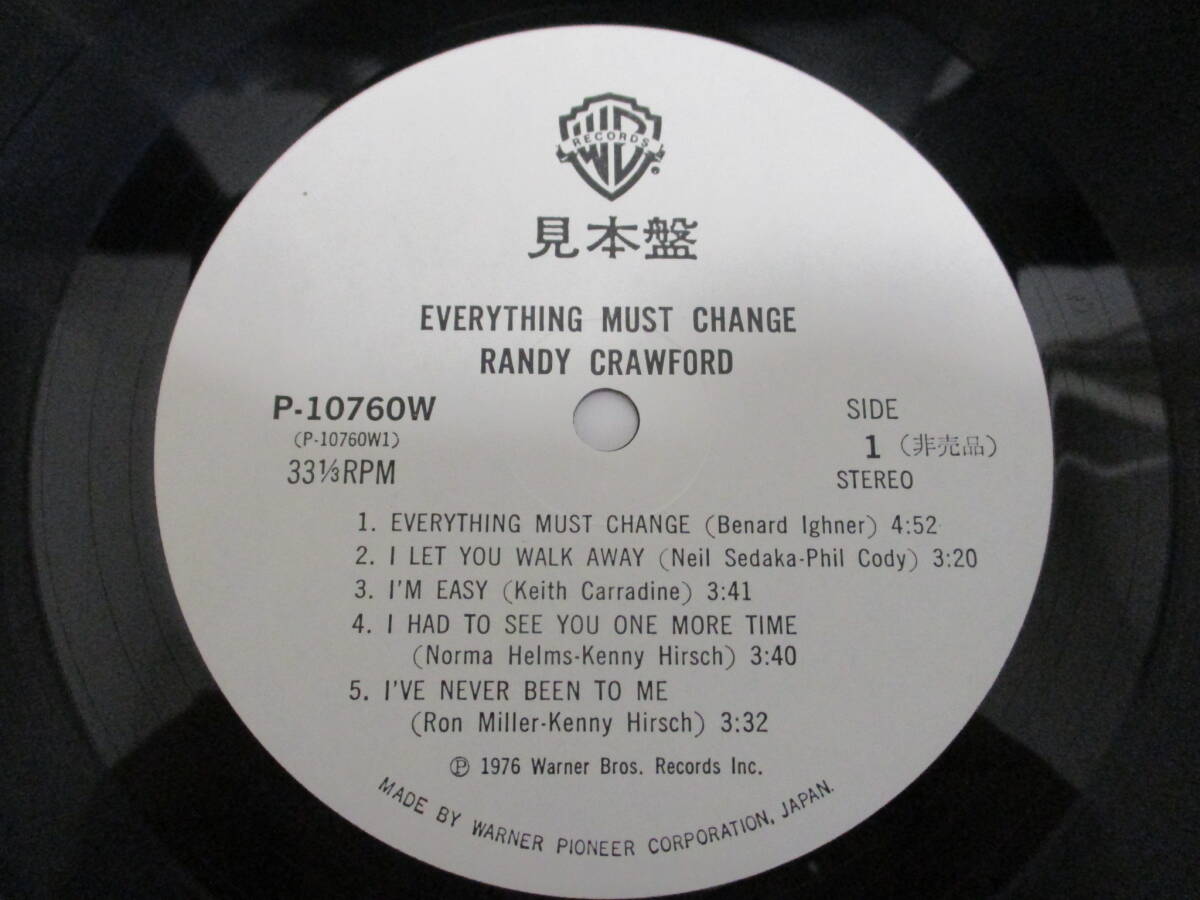 WB
RECORDS
見本盤
EVERYTHING MUST CHANGE
RANDY CRAWFORD
P-10760W
(P-10760W1)
33⅓RPM
SIDE
1 (非売品)
STEREO
1. EVERYTHING MUST CHANGE (Benard Ighner) 4:52
2. I LET YOU WALK AWAY (Neil Sedaka-Phil Cody) 3:20
3. I'M EASY (Keith Carradine) 3:41
4. I HAD TO SEE YOU ONE MORE TIME
(Norma Helms-Kenny Hirsch) 3:40
5. I'VE NEVER BEEN TO ME
(Ron Miller-Kenny Hirsch) 3:32
℗ 1976 Warner Bros. Records Inc.
MADE BY WARNER PIONEER CORPORATION, JAPAN.